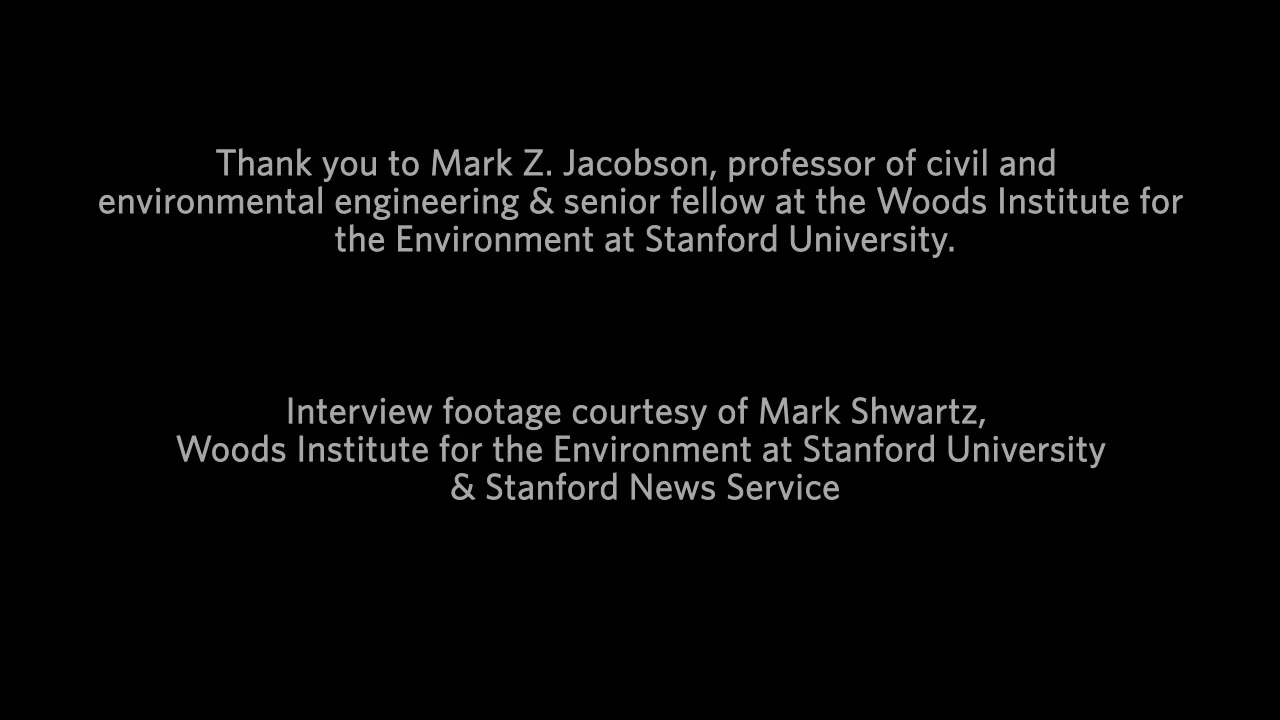 Thank you to Mark Z. Jacobson, professor of civil and
environmental engineering & senior fellow at the Woods Institute for
the Environment at Stanford University.
Interview footage courtesy of Mark Shwartz,
Woods Institute for the Environment at Stanford University
& Stanford News Service